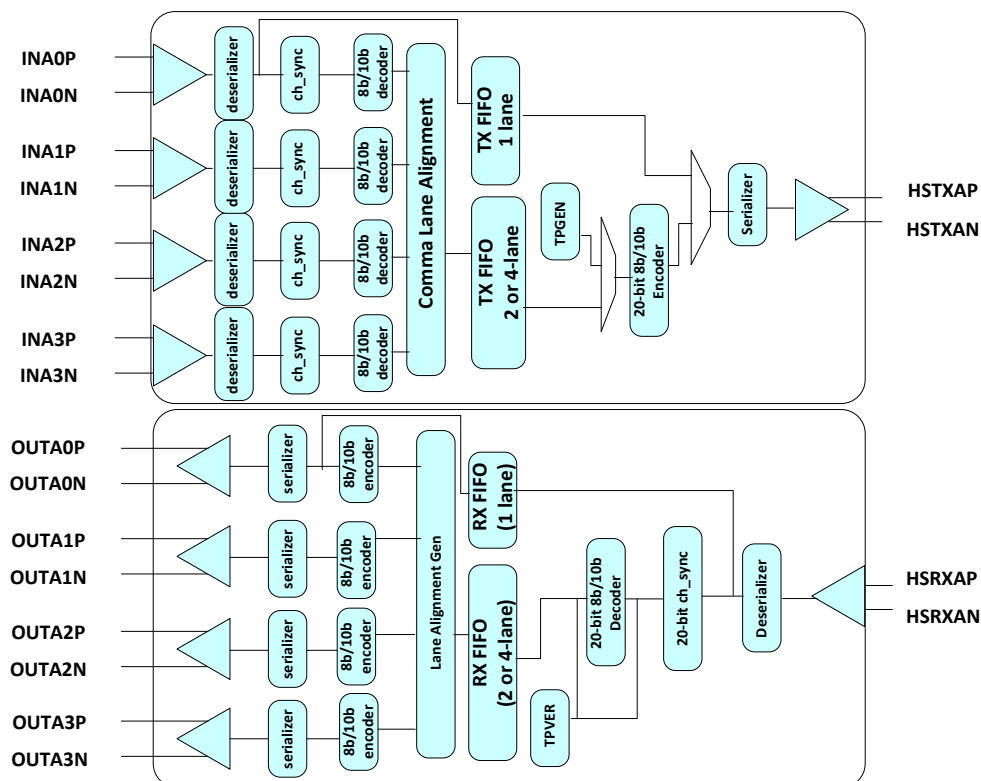 INA0P
INA0N
INA1P
INA1N
INA2P
INA2N
INA3P
INA3N
deserializer
deserializer
deserializer
deserializer
ch_sync
ch_sync
ch_sync
ch_sync
8b/10b
decoder
8b/10b
decoder
8b/10b
decoder
8b/10b
decoder
Comma Lane Alignment
TX FIFO
1 lane
TX FIFO
2 or 4-lane
TPGEN
20-bit 8b/10b
Encoder
Serializer
HSTXAP
HSTXAN
OUTA0P
OUTA0N
OUTA1P
OUTA1N
OUTA2P
OUTA2N
OUTA3P
OUTA3N
serializer
serializer
serializer
serializer
8b/10b
encoder
8b/10b
encoder
8b/10b
encoder
8b/10b
encoder
Lane Alignment Gen
RX FIFO
(1 lane)
RX FIFO
(2 or 4-lane)
TPVER
20-bit 8b/10b
Decoder
20-bit ch_sync
Deserializer
HSRXAP
HSRXAN